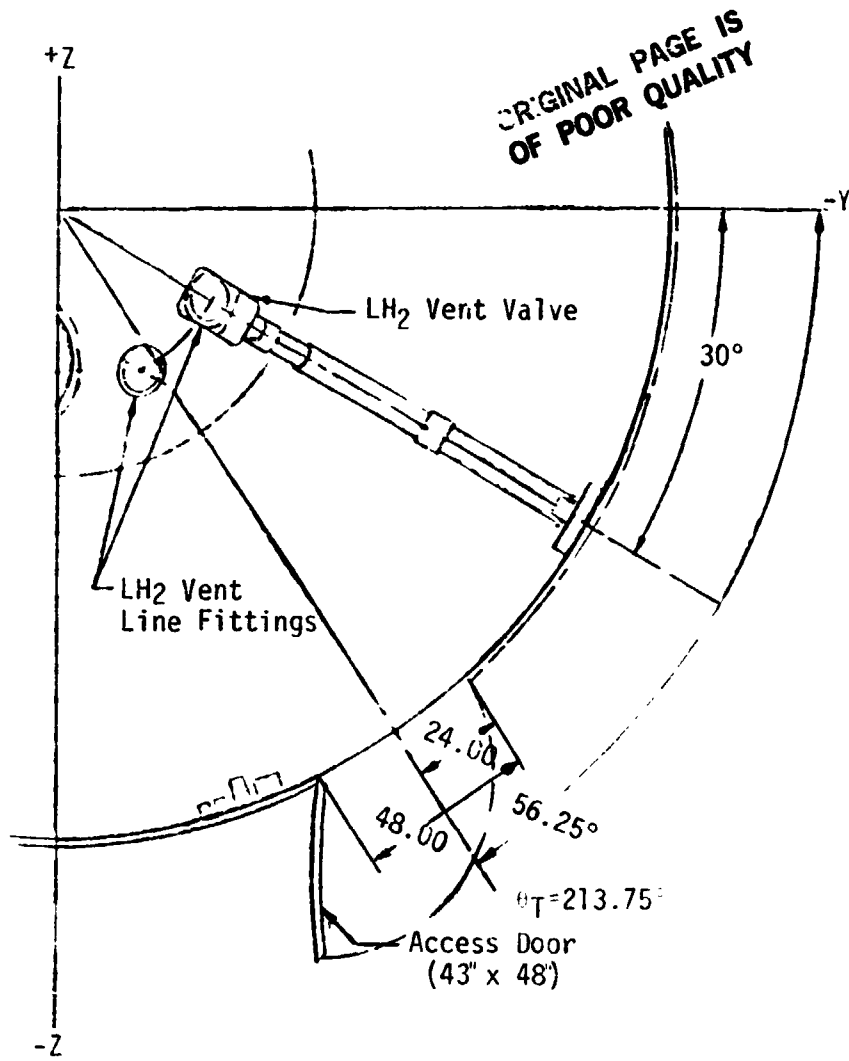 +Z
ORIGINAL PAGE IS
OF POOR QUALITY
-Y
LH2 Vent Valve
30°
LH2 Vent
Line Fittings
24.00
56.25°
48.00
θT=213.75°
Access Door
(43" x 48")
-Z